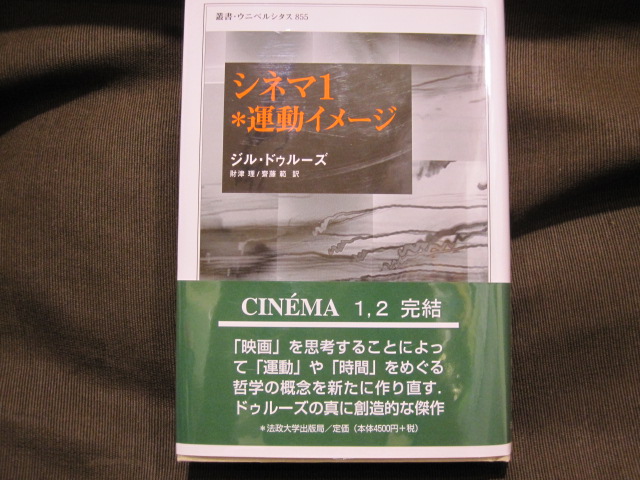 叢書・ウニベルシタス 855
シネマ1
*運動イメージ
ジル・ドゥルーズ
財津 理/齋藤 範 訳
CINÉMA 1,2 完結
「映画」を思考することによっ
て「運動」や「時間」をめぐる
哲学の概念を新たに作り直す.
ドゥルーズの真に創造的な傑作
*法政大学出版局/定価(本体4500円+税)